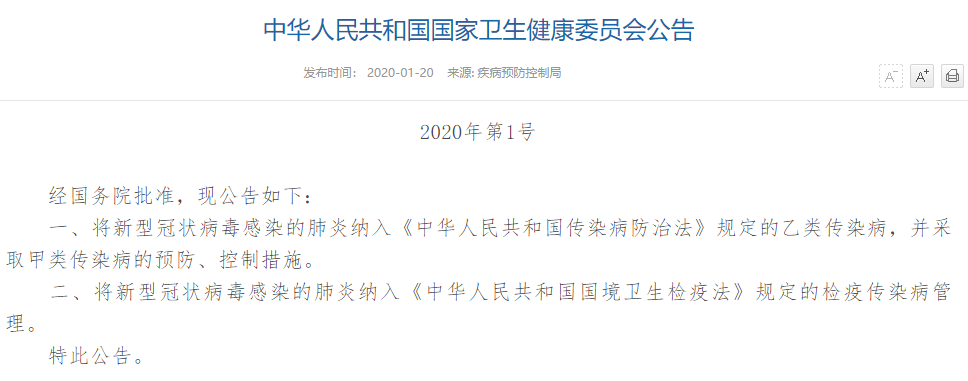 中华人民共和国国家卫生健康委员会公告
发布时间： 2020-01-20 来源: 疾病预防控制局
A- A+
2020年第1号
经国务院批准，现公告如下：
一、将新型冠状病毒感染的肺炎纳入《中华人民共和国传染病防治法》规定的乙类传染病，并采
取甲类传染病的预防、控制措施。
二、将新型冠状病毒感染的肺炎纳入《中华人民共和国国境卫生检疫法》规定的检疫传染病管
理。
特此公告。